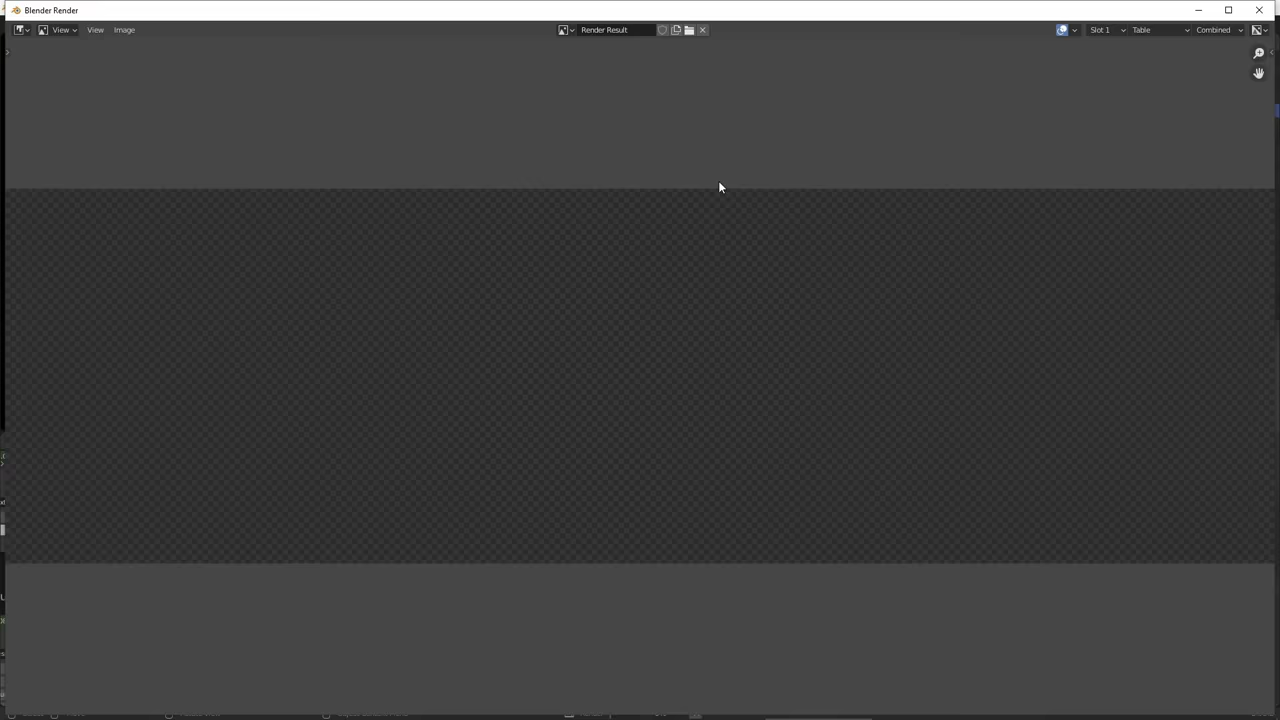 Blender Render
View View Image Render Result Slot 1 Table Combined